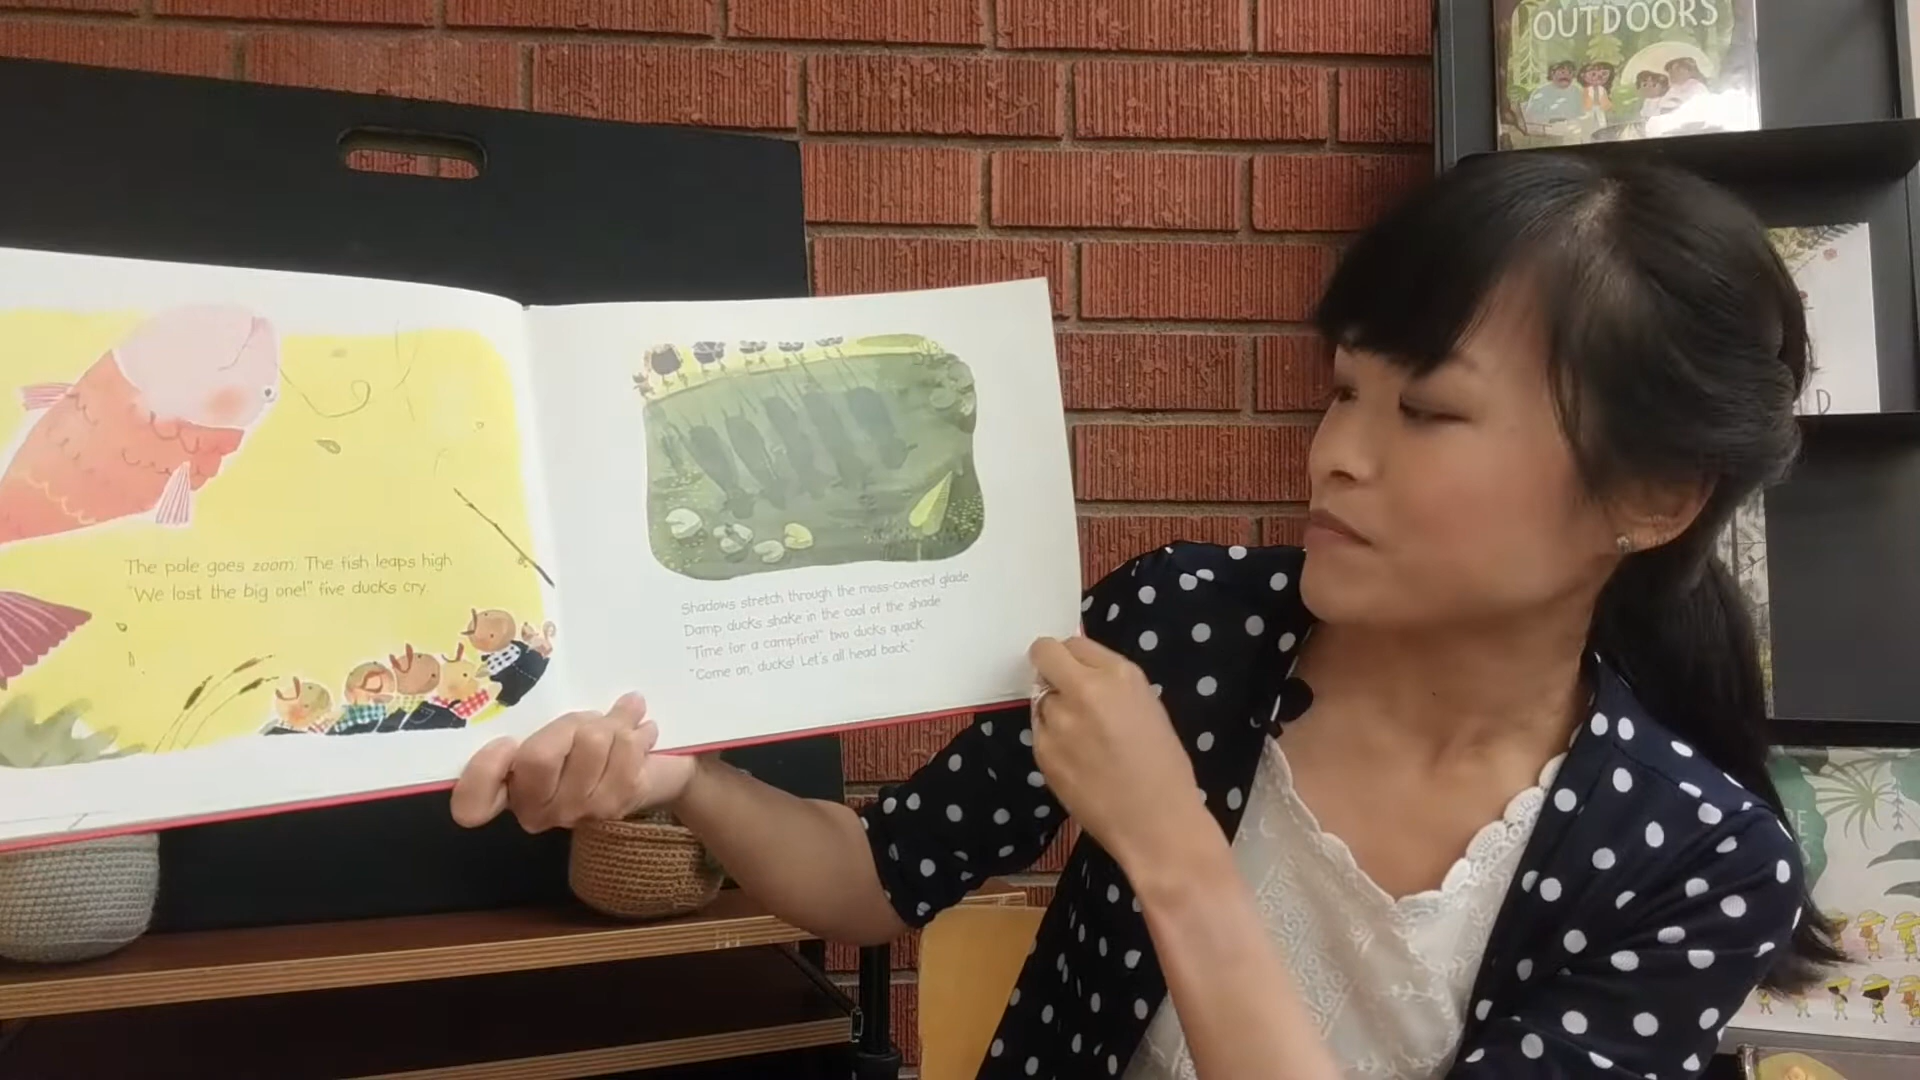 OUTDOORS
The pole goes zoom. The fish leaps high.
"We lost the big one!" five ducks cry.
Shadows stretch through the moss-covered glade.
Damp ducks shake in the cool of the shade.
"Time for a campfire!" two ducks quack.
"Come on, ducks! Let's all head back."